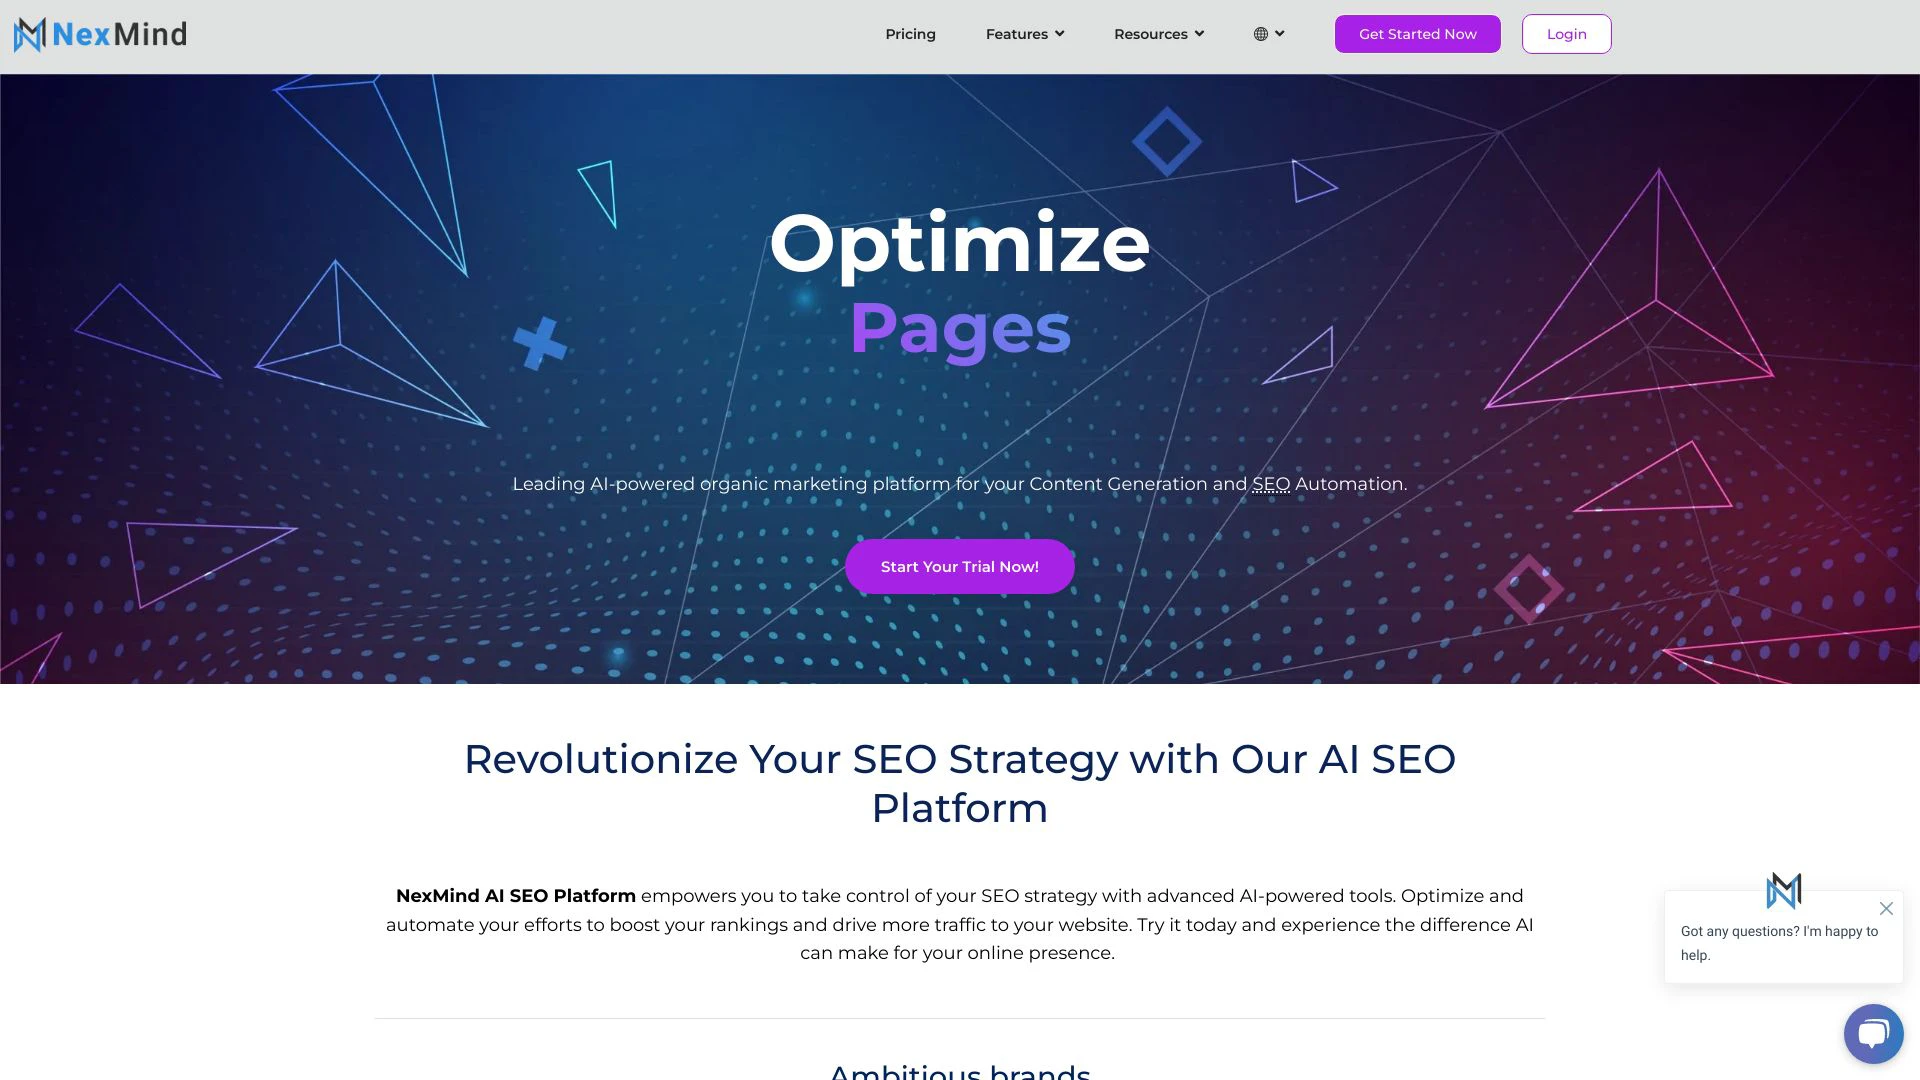 NexMind
Pricing
Features
Resources
Get Started Now
Login
Optimize
Pages
Leading AI-powered organic marketing platform for your Content Generation and SEO Automation.
Start Your Trial Now!
Revolutionize Your SEO Strategy with Our AI SEO
Platform
NexMind AI SEO Platform empowers you to take control of your SEO strategy with advanced AI-powered tools. Optimize and
automate your efforts to boost your rankings and drive more traffic to your website. Try it today and experience the difference AI
can make for your online presence.
Got any questions? I'm happy to
help.
Ambitious brands